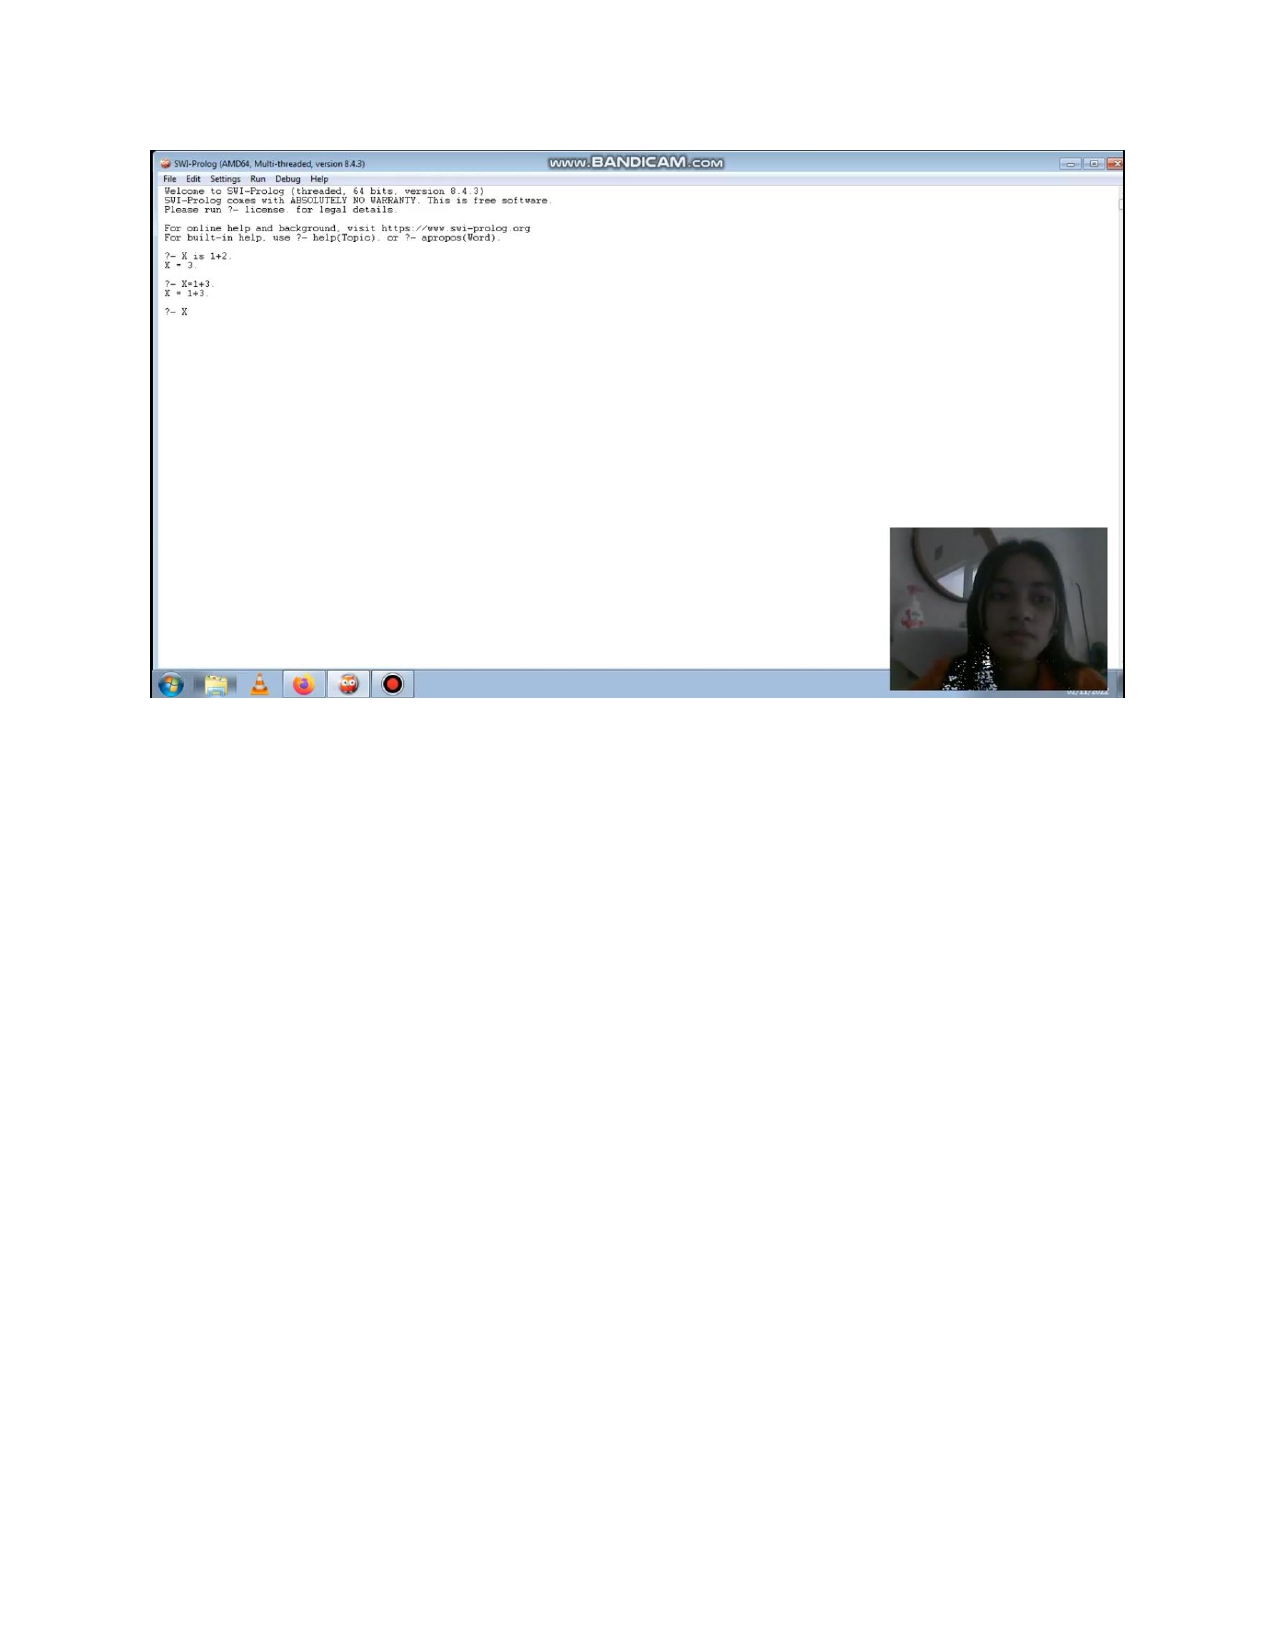 SWI-Prolog (AMD64, Multi-threaded, version 8.4.3)
www.BANDICAM.com
File Edit Settings Run Debug Help
Welcome to SWI-Prolog (threaded, 64 bits, version 8.4.3)
SWI-Prolog comes with ABSOLUTELY NO WARRANTY. This is free software.
Please run ?- license. for legal details.
For online help and background, visit https://www.swi-prolog.org
For built-in help, use ?- help(Topic). or ?- apropos(Word).
?- X is 1+2.
X = 3.
?- X=1+3.
X = 1+3.
?- X